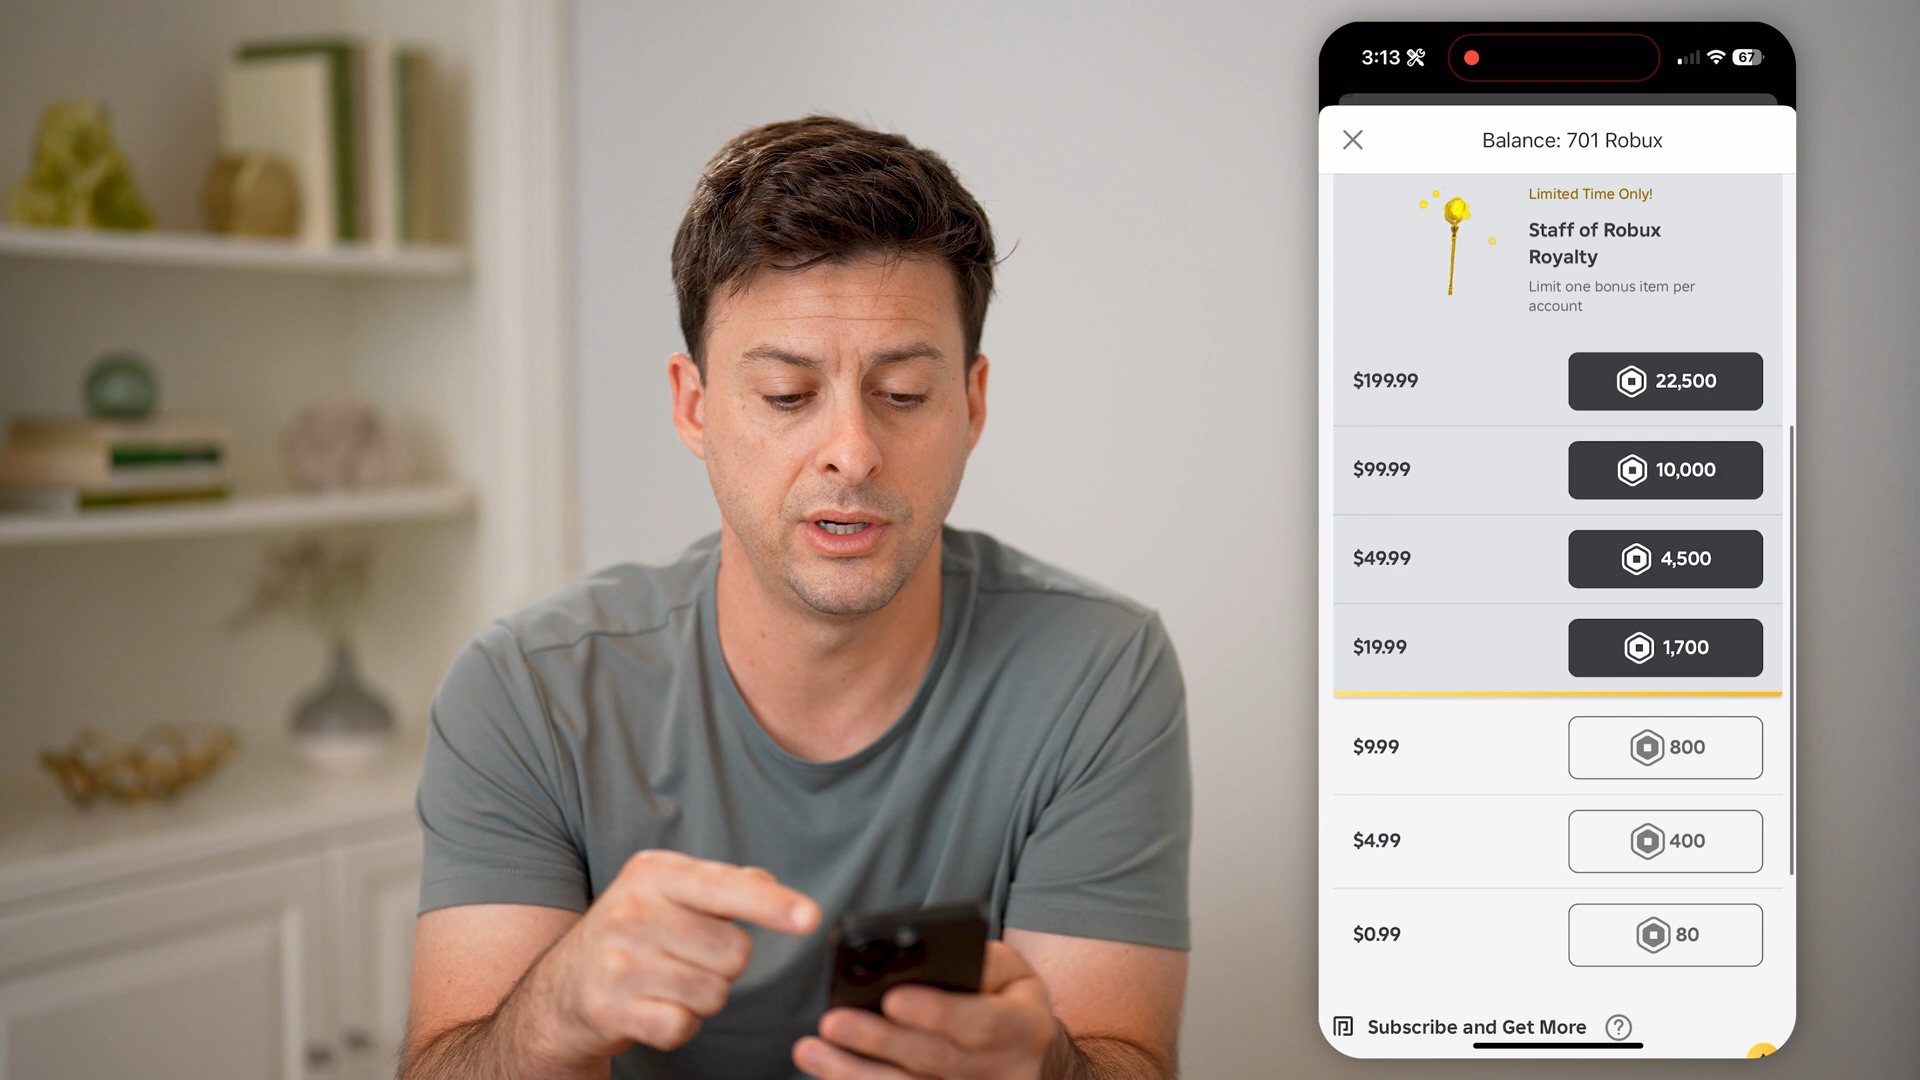 3:13
67
Balance: 701 Robux
Limited Time Only!
Staff of Robux
Royalty
Limit one bonus item per
account
$199.99 22,500
$99.99 10,000
$49.99 4,500
$19.99 1,700
$9.99 800
$4.99 400
$0.99 80
Subscribe and Get More ?